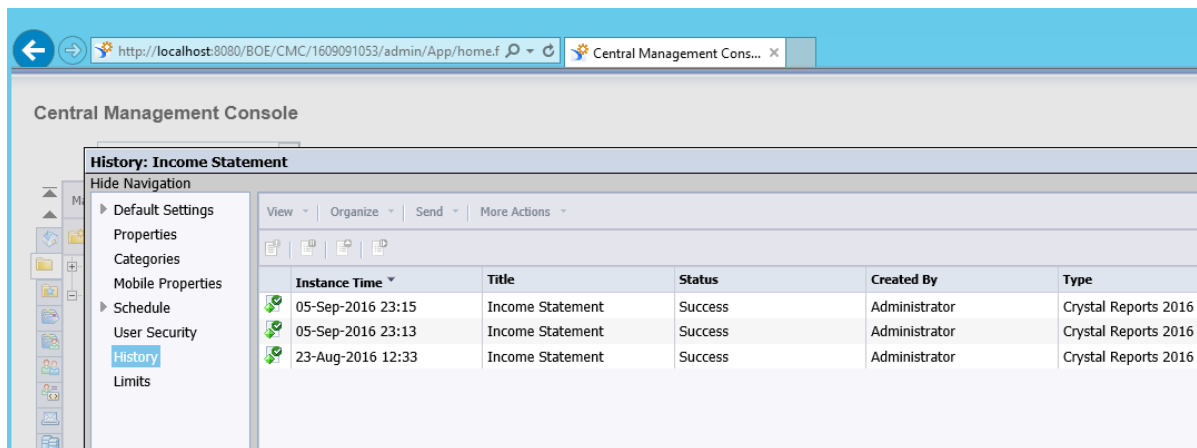 http://localhost:8080/BOE/CMC/1609091053/admin/App/home.f
Central Management Cons...
Central Management Console
History: Income Statement
Hide Navigation
Ma
Default Settings
Properties
Categories
Mobile Properties
Schedule
User Security
History
Limits
View Organize Send More Actions
Instance Time Title Status Created By Type
05-Sep-2016 23:15 Income Statement Success Administrator Crystal Reports 2016
05-Sep-2016 23:13 Income Statement Success Administrator Crystal Reports 2016
23-Aug-2016 12:33 Income Statement Success Administrator Crystal Reports 2016